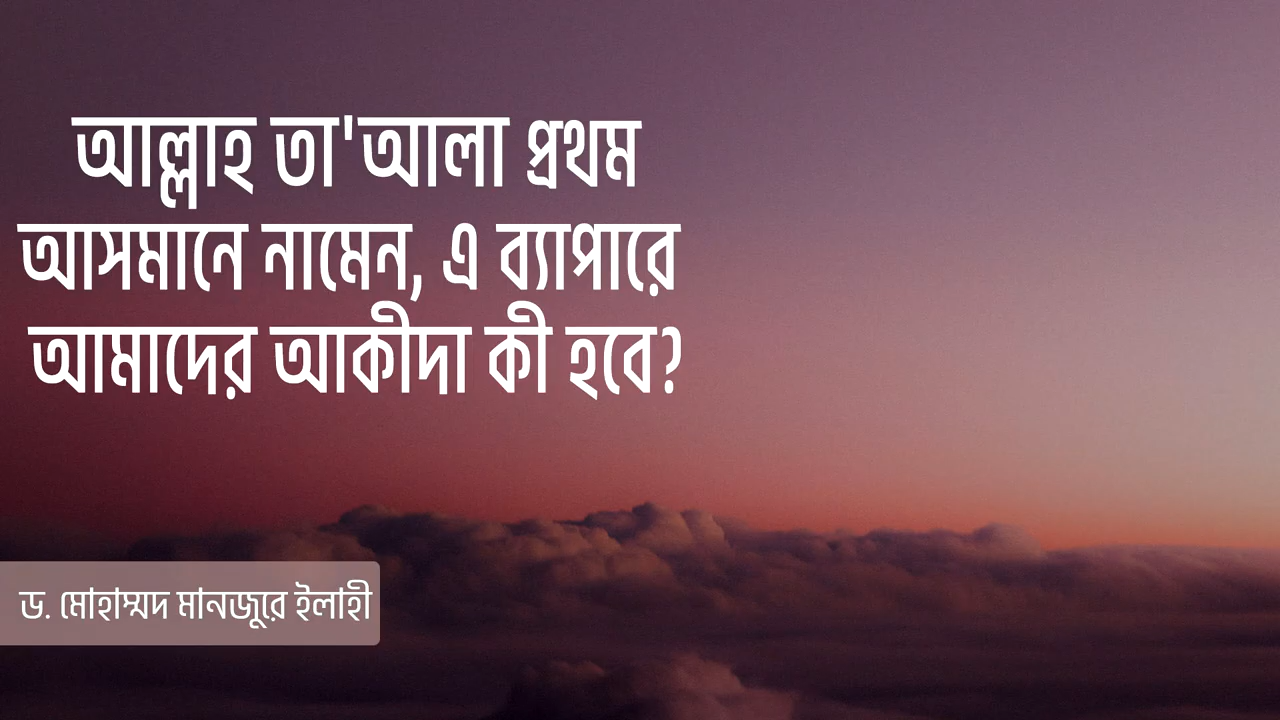 আল্লাহ তা'আলা প্রথম
আসমানে নামেন, এ ব্যাপারে
আমাদের আকীদা কী হবে?
ড. মোহাম্মদ মানজুরে ইলাহী